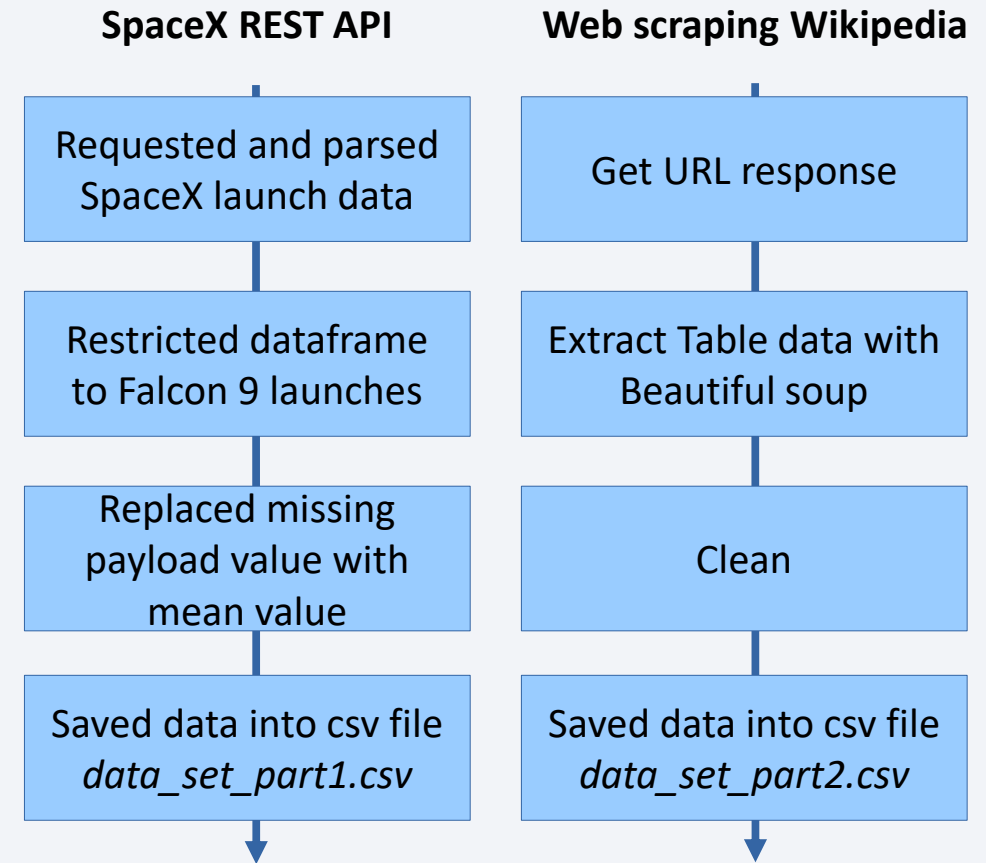 SpaceX REST API
Requested and parsed
SpaceX launch data
Restricted dataframe
to Falcon 9 launches
Replaced missing
payload value with
mean value
Saved data into csv file
data_set_part1.csv
Web scraping Wikipedia
Get URL response
Extract Table data with
Beautiful soup
Clean
Saved data into csv file
data_set_part2.csv